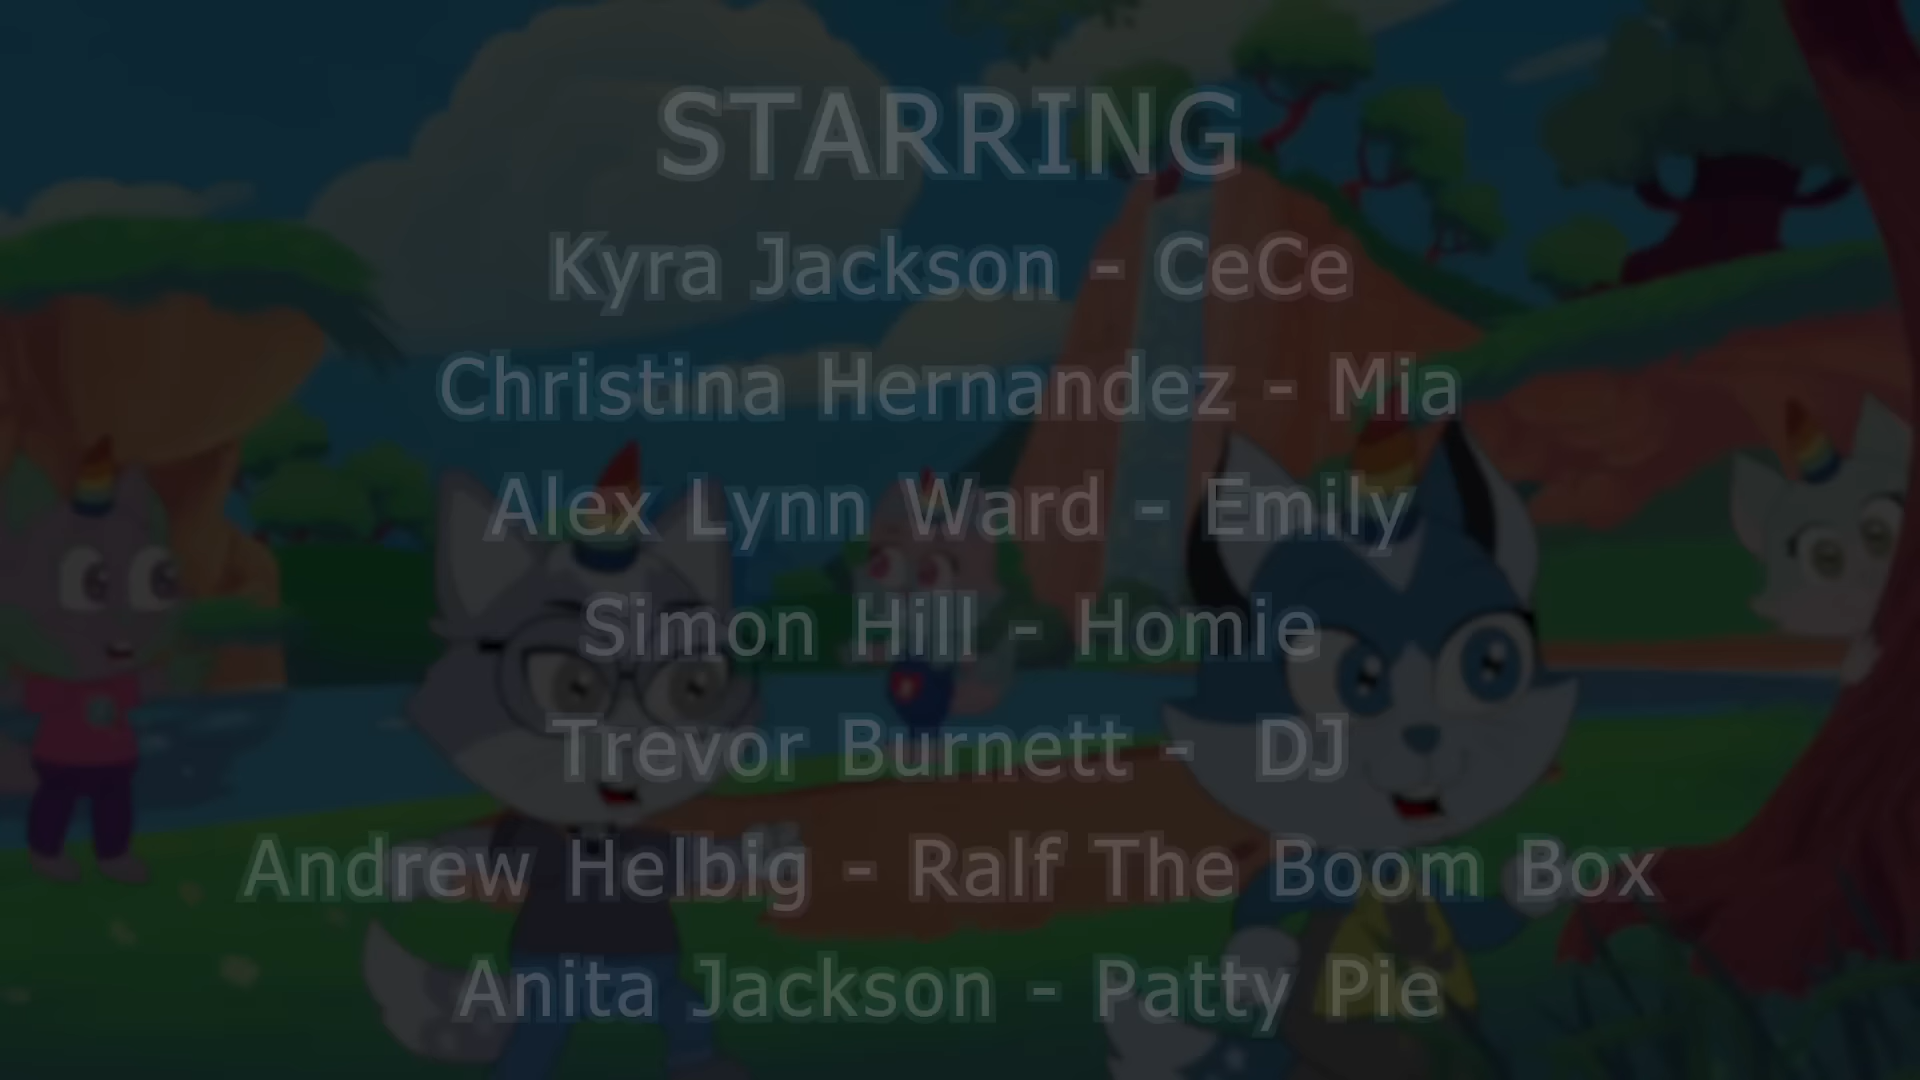 STARRING
Kyra Jackson - CeCe
Christina Hernandez - Mia
Alex Lynn Ward - Emily
Simon Hill - Homie
Trevor Burnett - DJ
Andrew Helbig - Ralf The Boom Box
Anita Jackson - Patty Pie